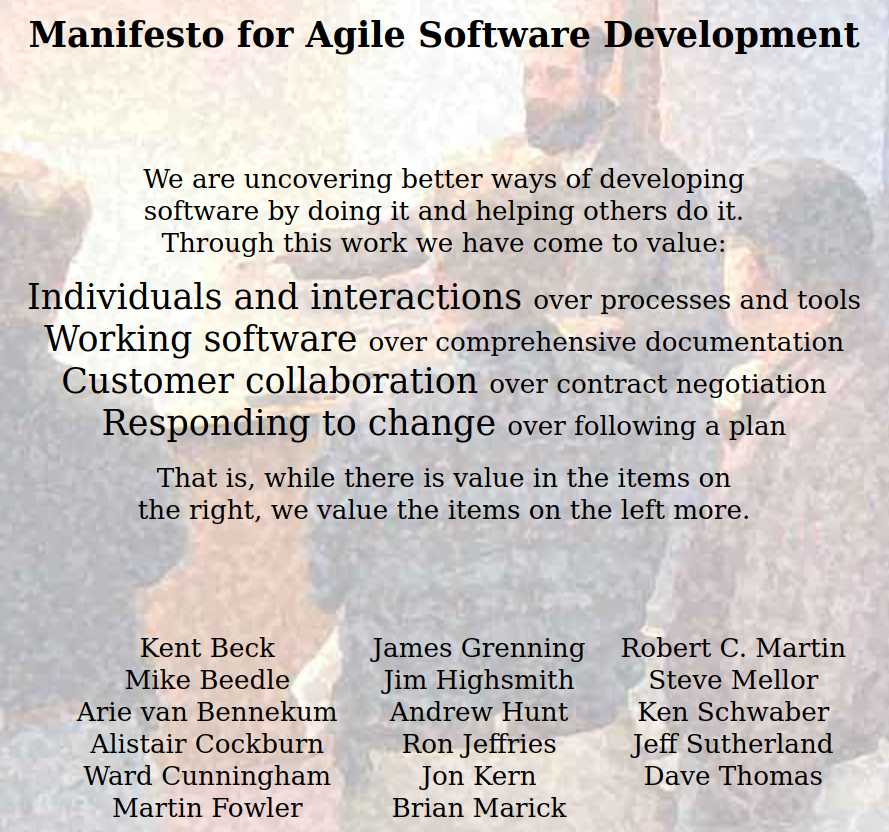 Manifesto for Agile Software Development
We are uncovering better ways of developing
software by doing it and helping others do it.
Through this work we have come to value:
Individuals and interactions over processes and tools
Working software over comprehensive documentation
Customer collaboration over contract negotiation
Responding to change over following a plan
That is, while there is value in the items on
the right, we value the items on the left more.
Kent Beck
Mike Beedle
Arie van Bennekum
Alistair Cockburn
Ward Cunningham
Martin Fowler
James Grenning
Jim Highsmith
Andrew Hunt
Ron Jeffries
Jon Kern
Brian Marick
Robert C. Martin
Steve Mellor
Ken Schwaber
Jeff Sutherland
Dave Thomas